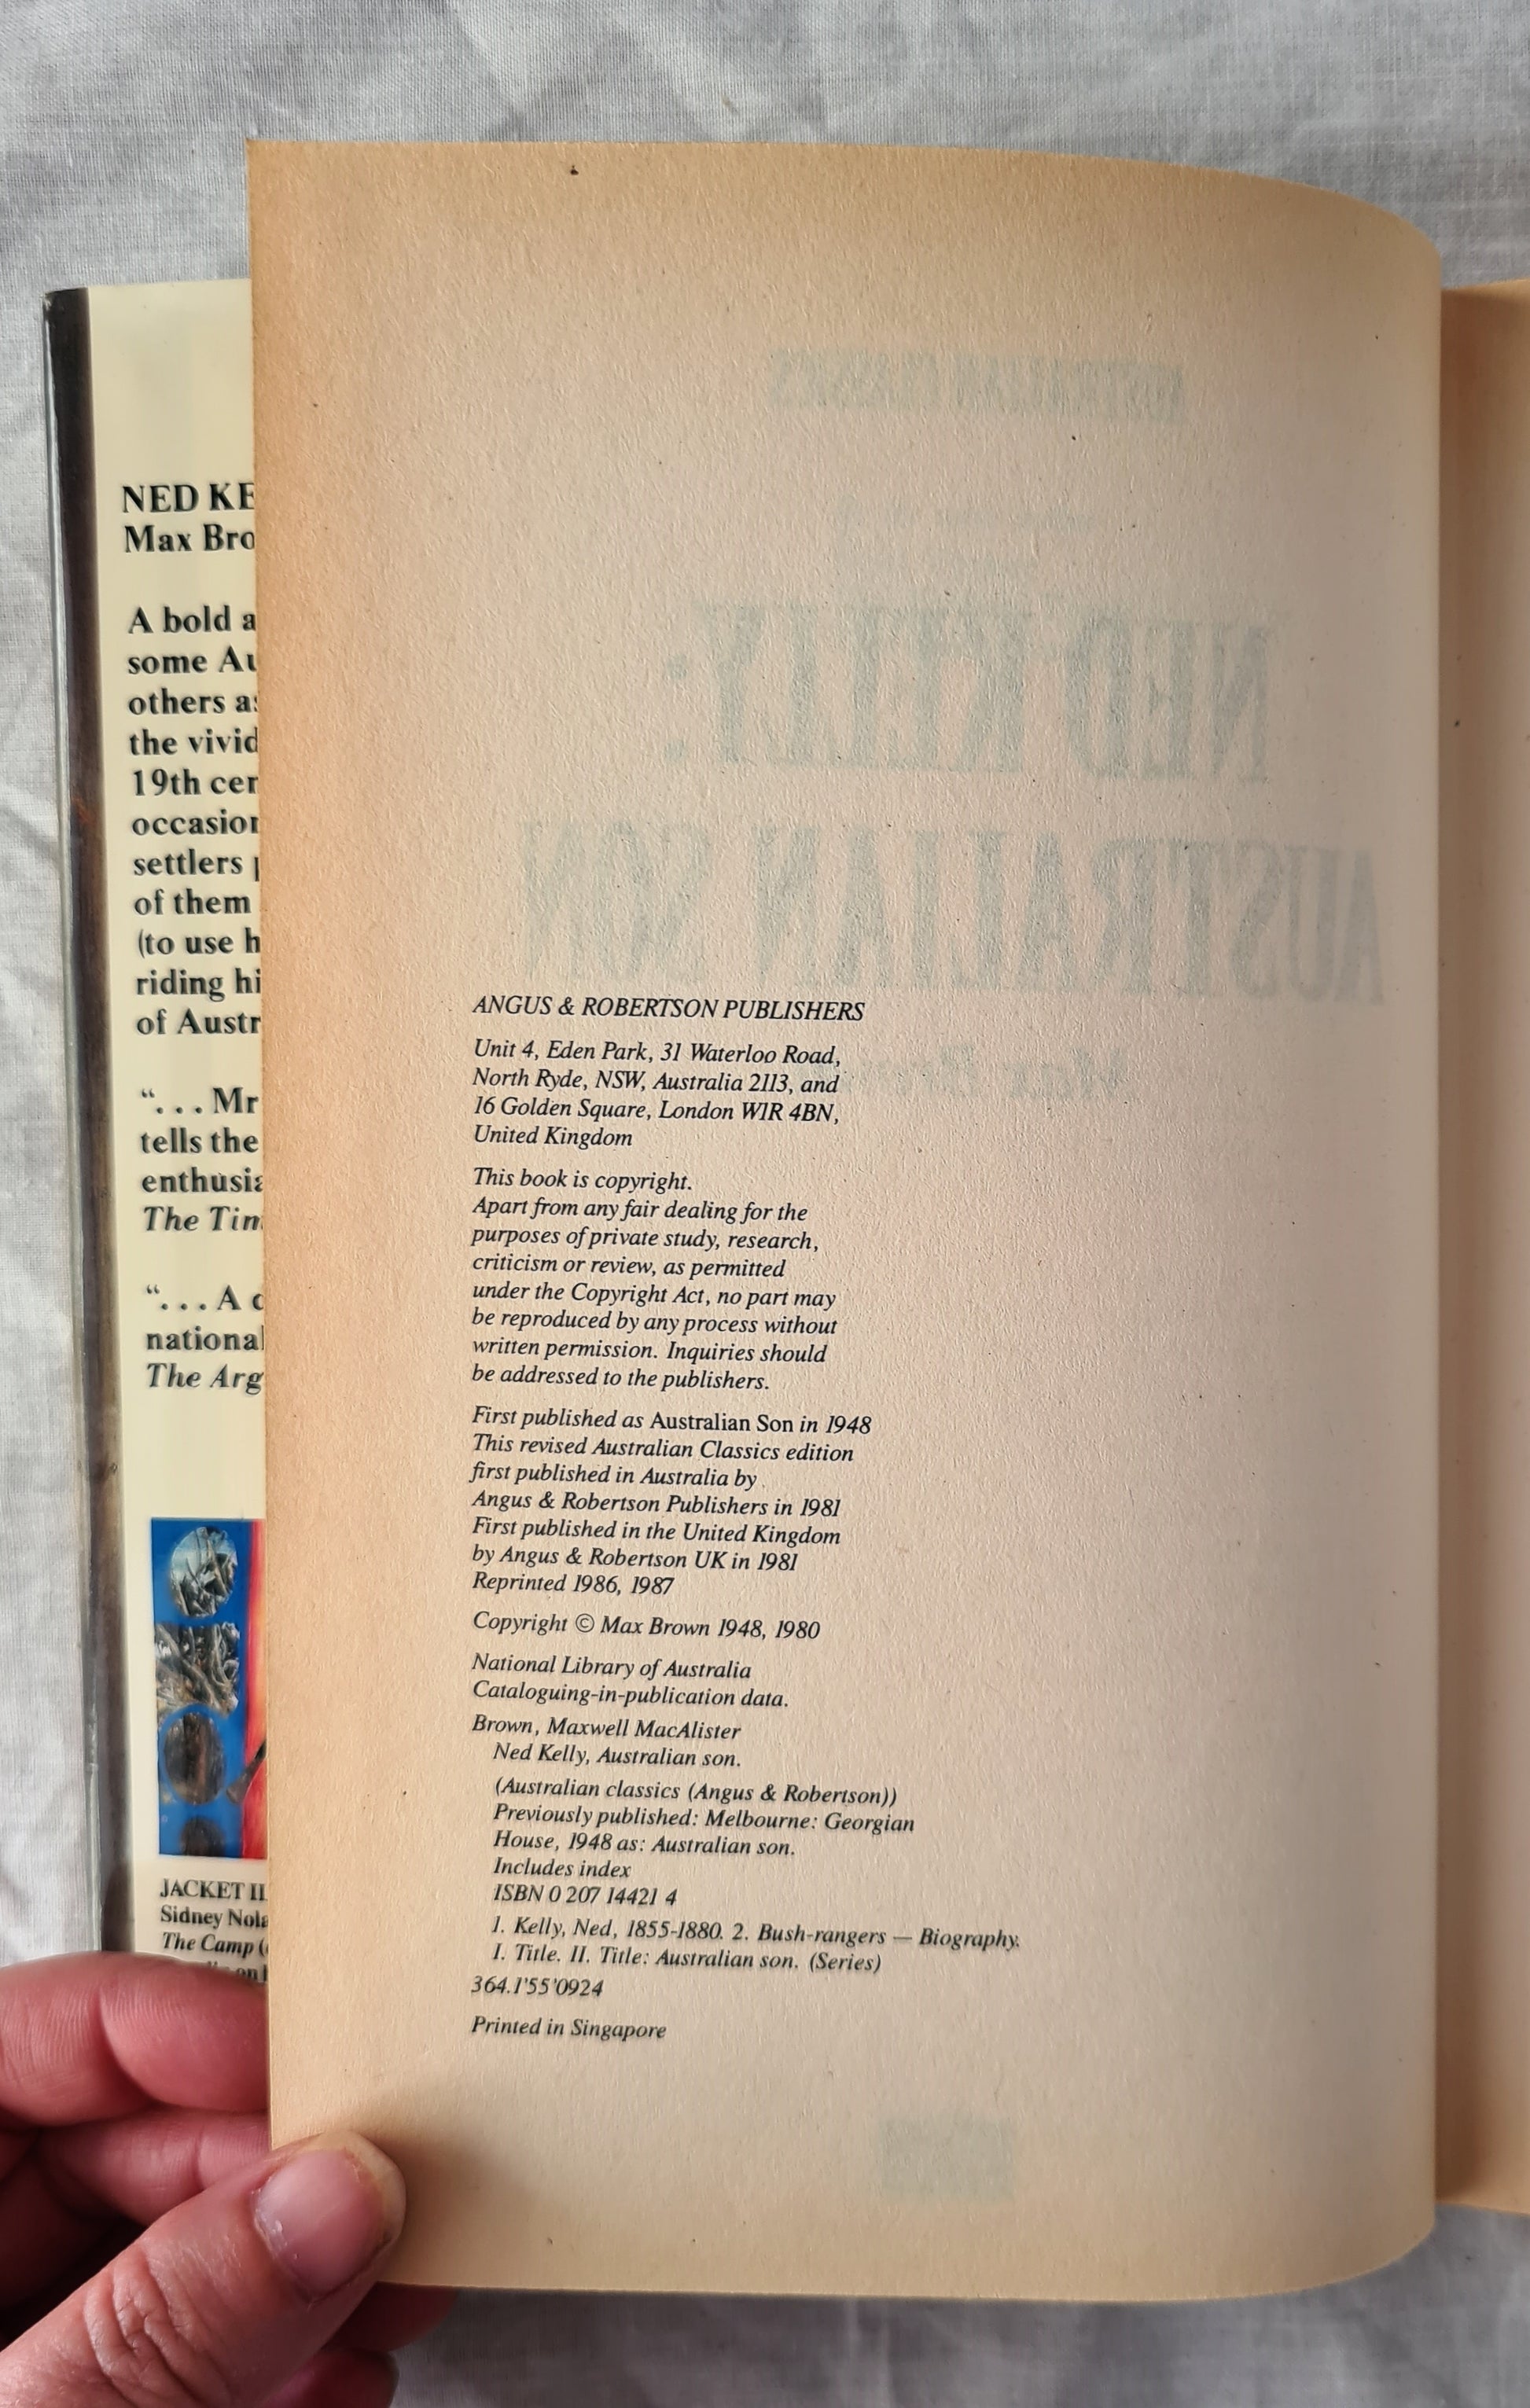 NED KE
Max Bro
A bold a
some Au
others as
the vivid
19th cer
occasion
settlers
of them
(to use h
riding hi
of Austr
“. . . Mr
tells the
enthusia
The Tim
“. . . A c
national
The Arg
JACKET IL
Sidney Nola
The Camp (
AUSTRALIAN CLASSICS
NED KELLY:
AUSTRALIAN SON
ANGUS & ROBERTSON PUBLISHERS
Unit 4, Eden Park, 31 Waterloo Road,
North Ryde, NSW, Australia 2113, and
16 Golden Square, London W1R 4BN,
United Kingdom
This book is copyright.
Apart from any fair dealing for the
purposes of private study, research,
criticism or review, as permitted
under the Copyright Act, no part may
be reproduced by any process without
written permission. Inquiries should
be addressed to the publishers.
First published as Australian Son in 1948
This revised Australian Classics edition
first published in Australia by
Angus & Robertson Publishers in 1981
First published in the United Kingdom
by Angus & Robertson UK in 1981
Reprinted 1986, 1987
Copyright © Max Brown 1948, 1980
National Library of Australia
Cataloguing-in-publication data.
Brown, Maxwell MacAlister
Ned Kelly, Australian son.
(Australian classics (Angus & Robertson))
Previously published: Melbourne: Georgian
House, 1948 as: Australian son.
Includes index
ISBN 0 207 14421 4
1. Kelly, Ned, 1855-1880. 2. Bush-rangers — Biography.
I. Title. II. Title: Australian son. (Series)
364.1'55'0924
Printed in Singapore